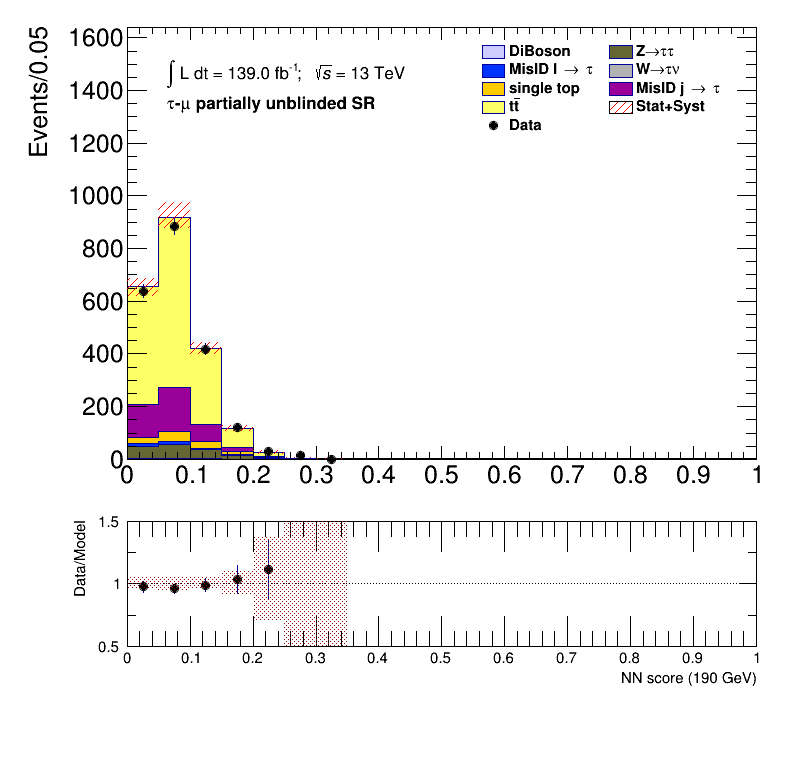 Events/0.05
1600
1400
1200
1000
800
600
400
200
0
∫ L dt = 139.0 fb⁻¹; √s = 13 TeV
τ-μ partially unblinded SR
DiBoson
Z→ττ
MisID l → τ
W→τν
single top
MisID j → τ
tt̄
Stat+Syst
Data
0 0.1 0.2 0.3 0.4 0.5 0.6 0.7 0.8 0.9 1
Data/Model
1.5
1
0.5
0 0.1 0.2 0.3 0.4 0.5 0.6 0.7 0.8 0.9 1
NN score (190 GeV)